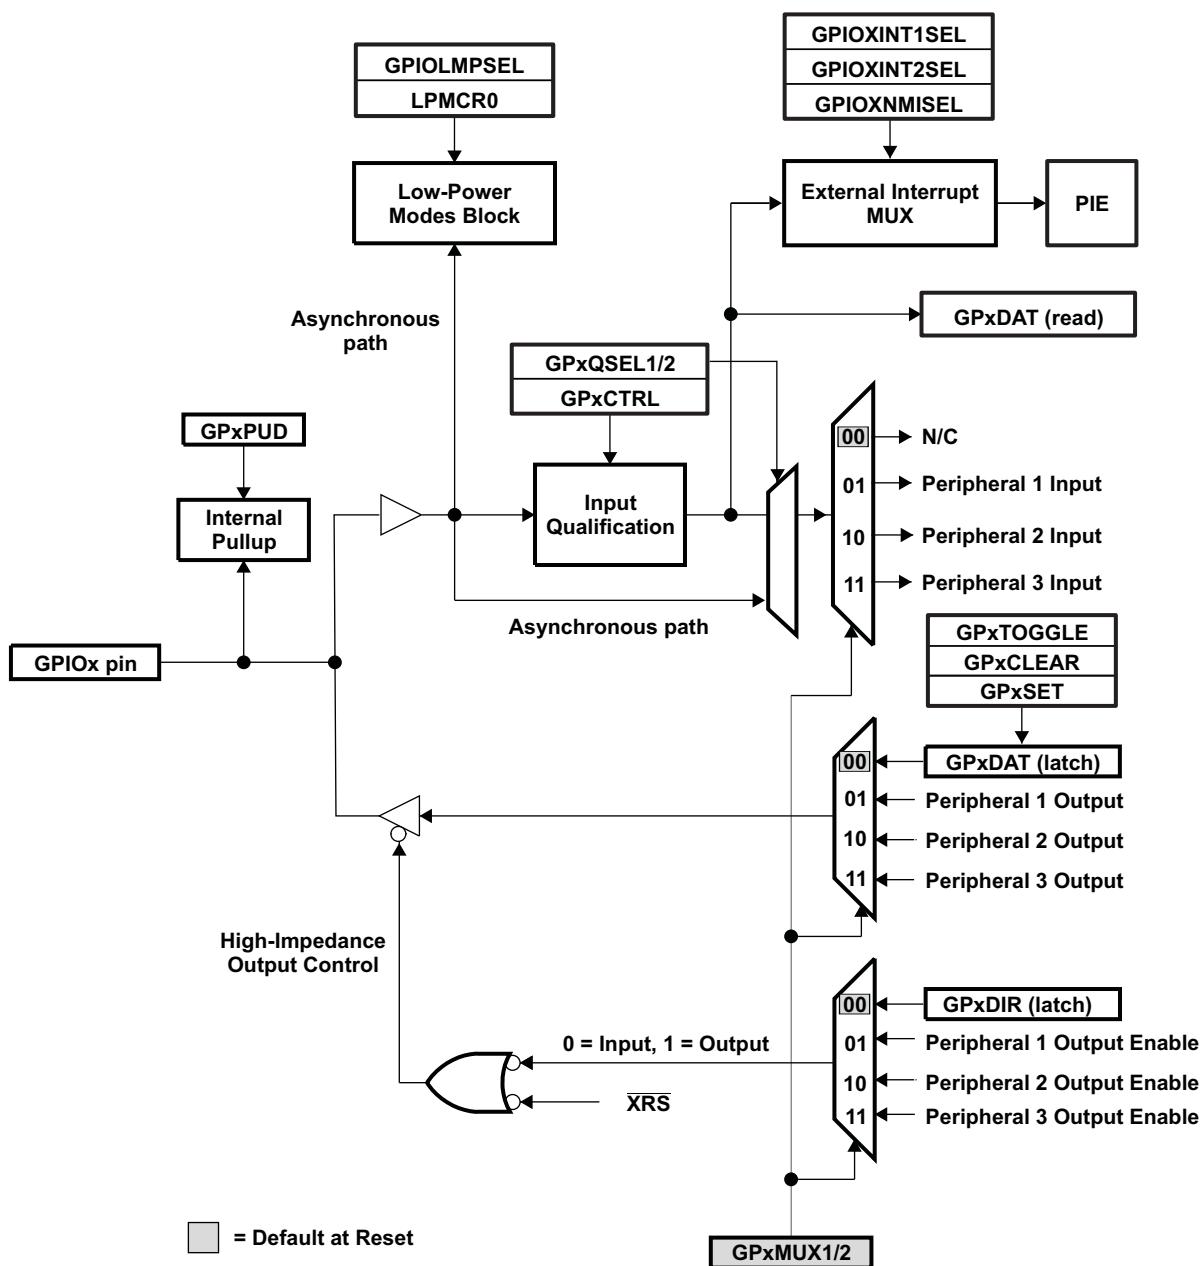 GPIOXINT1SEL
GPIOXINT2SEL
GPIOXNMISEL
GPIOLMPSEL
LPMCR0
Low-Power
Modes Block
External Interrupt
MUX
PIE
Asynchronous
path
GPxDAT (read)
GPxQSEL1/2
GPxCTRL
GPxPUD
Internal
Pullup
Input
Qualification
00
N/C
01
Peripheral 1 Input
10
Peripheral 2 Input
11
Peripheral 3 Input
Asynchronous path
GPIOx pin
GPxTOGGLE
GPxCLEAR
GPxSET
00
GPxDAT (latch)
01
Peripheral 1 Output
10
Peripheral 2 Output
11
Peripheral 3 Output
High-Impedance
Output Control
00
GPxDIR (latch)
0 = Input, 1 = Output
01
Peripheral 1 Output Enable
10
Peripheral 2 Output Enable
XRS
11
Peripheral 3 Output Enable
= Default at Reset
GPxMUX1/2